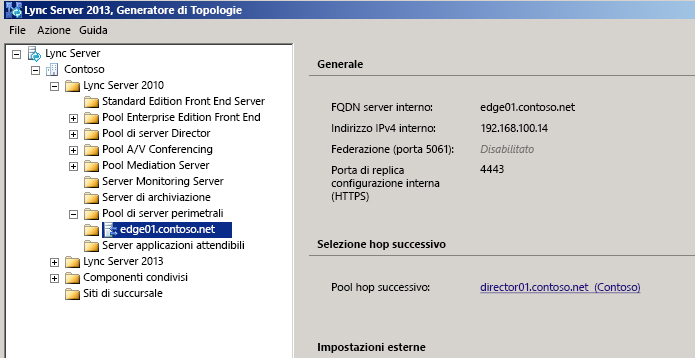 Lync Server 2013, Generatore di Topologie
File Azione Guida
Lync Server
Contoso
Lync Server 2010
Standard Edition Front End Server
Pool Enterprise Edition Front End
Pool di server Director
Pool A/V Conferencing
Pool Mediation Server
Server Monitoring Server
Server di archiviazione
Pool di server perimetrali
edge01.contoso.net
Server applicazioni attendibili
Lync Server 2013
Componenti condivisi
Siti di succursale
Generale
FQDN server interno: edge01.contoso.net
Indirizzo IPv4 interno: 192.168.100.14
Federazione (porta 5061): Disabilitato
Porta di replica 4443
configurazione interna
(HTTPS)
Selezione hop successivo
Pool hop successivo: director01.contoso.net (Contoso)
Impostazioni esterne